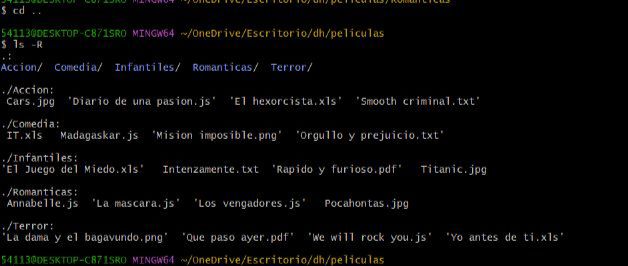 54113@DESKTOP-C871SRO MINGW64 ~/OneDrive/Escritorio/dh/peliculas/Romanticas
$ cd ..
54113@DESKTOP-C871SRO MINGW64 ~/OneDrive/Escritorio/dh/peliculas
$ ls -R
.:
Accion/  Comedia/  Infantiles/  Romanticas/  Terror/
./Accion:
 Cars.jpg  'Diario de una pasion.js'  'El hexorcista.xls'  'Smooth criminal.txt'
./Comedia:
 IT.xls   Madagaskar.js  'Mision imposible.png'  'Orgullo y prejuicio.txt'
./Infantiles:
'El Juego del Miedo.xls'   Intenzamente.txt  'Rapido y furioso.pdf'   Titanic.jpg
./Romanticas:
 Annabelle.js  'La mascara.js'  'Los vengadores.js'   Pocahontas.jpg
./Terror:
'La dama y el bagavundo.png'  'Que paso ayer.pdf'  'We will rock you.js'  'Yo antes de ti.xls'
54113@DESKTOP-C871SRO MINGW64 ~/OneDrive/Escritorio/dh/peliculas